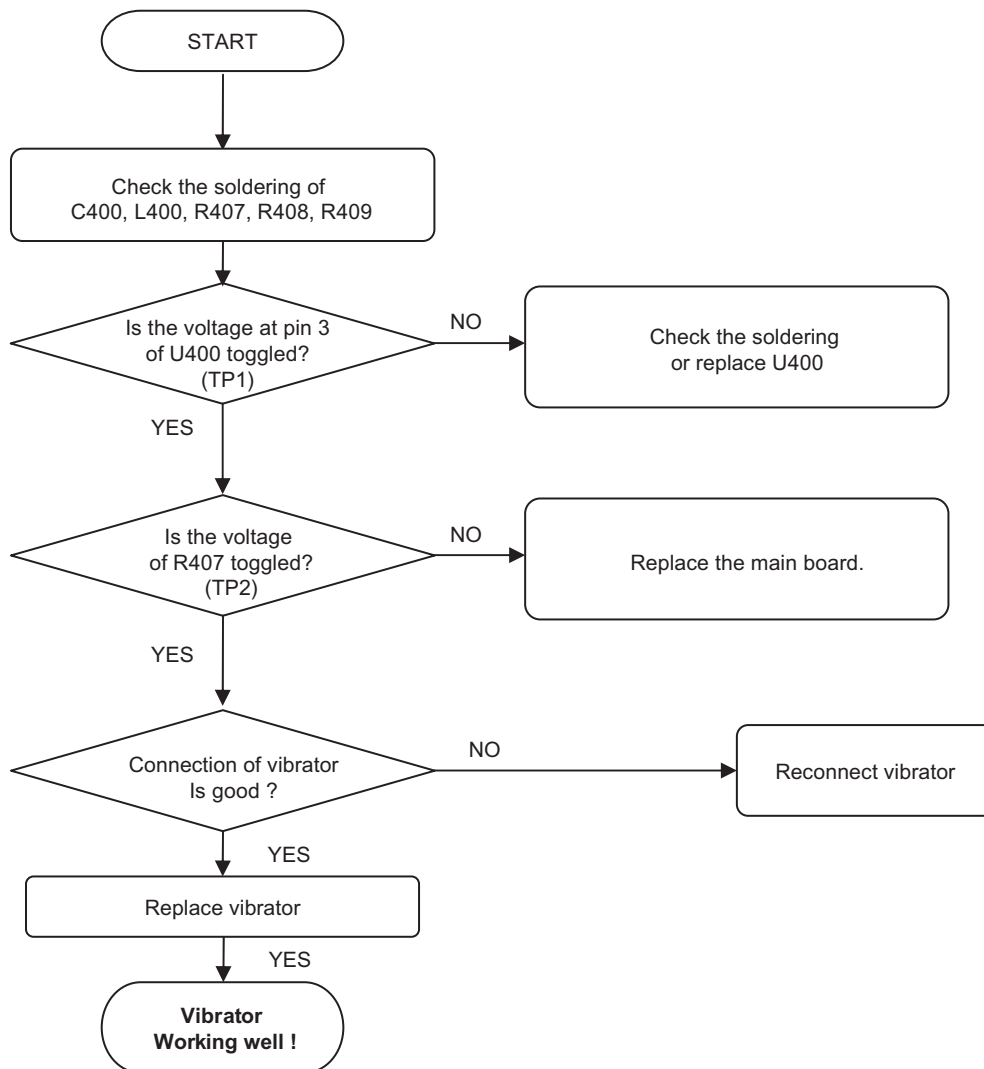 START
Check the soldering of
C400, L400, R407, R408, R409
Is the voltage at pin 3
of U400 toggled?
(TP1)
NO
Check the soldering
or replace U400
YES
Is the voltage
of R407 toggled?
(TP2)
NO
Replace the main board.
YES
Connection of vibrator
Is good ?
NO
Reconnect vibrator
YES
Replace vibrator
YES
Vibrator
Working well !